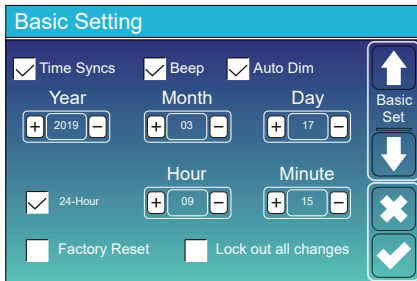 Basic Setting
Time Syncs Beep Auto Dim
Year Month Day
+ 2019 − + 03 − + 17 −
Basic
Set
Hour Minute
24-Hour + 09 − + 15 −
Factory Reset Lock out all changes